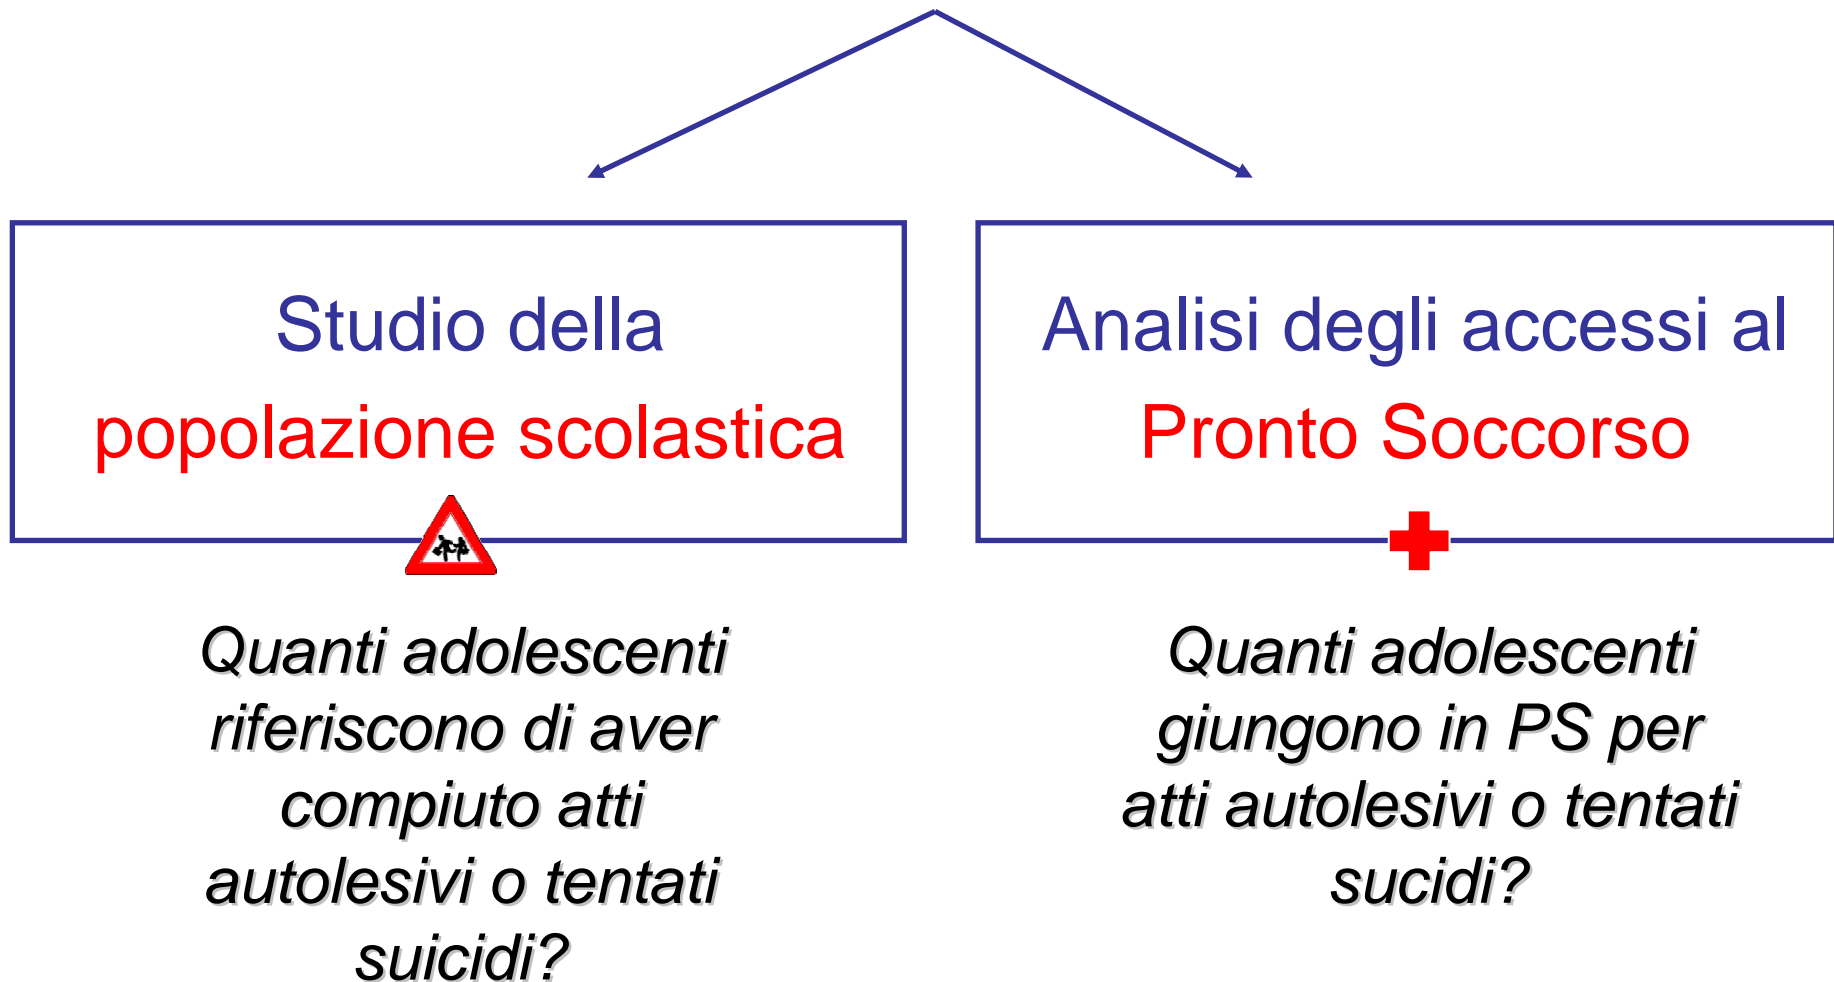 Studio della
popolazione scolastica
Quanti adolescenti
riferiscono di aver
compiuto atti
autolesivi o tentati
suicidi?
Analisi degli accessi al
Pronto Soccorso
Quanti adolescenti
giungono in PS per
atti autolesivi o tentati
sucidi?